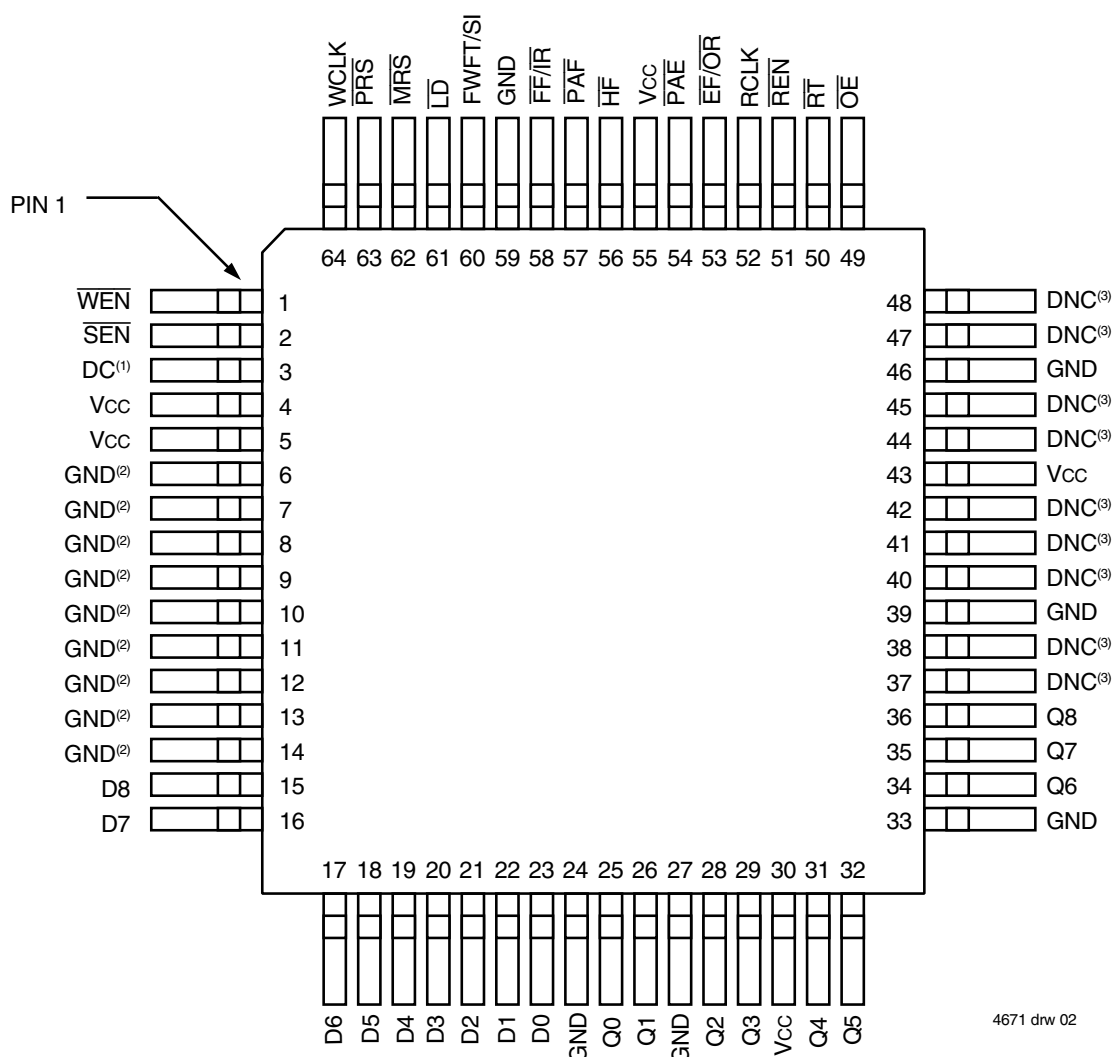 WCLK
PRS
MRS
LD
FWFT/SI
GND
FF/IR
PAF
HF
VCC
PAE
EF/OR
RCLK
REN
RT
OE
PIN 1
64 63 62 61 60 59 58 57 56 55 54 53 52 51 50 49
WEN 1
SEN 2
DC(1) 3
VCC 4
VCC 5
GND(2) 6
GND(2) 7
GND(2) 8
GND(2) 9
GND(2) 10
GND(2) 11
GND(2) 12
GND(2) 13
GND(2) 14
D8 15
D7 16
48 DNC(3)
47 DNC(3)
46 GND
45 DNC(3)
44 DNC(3)
43 VCC
42 DNC(3)
41 DNC(3)
40 DNC(3)
39 GND
38 DNC(3)
37 DNC(3)
36 Q8
35 Q7
34 Q6
33 GND
17 18 19 20 21 22 23 24 25 26 27 28 29 30 31 32
D6
D5
D4
D3
D2
D1
D0
GND
Q0
Q1
GND
Q2
Q3
VCC
Q4
Q5
4671 drw 02